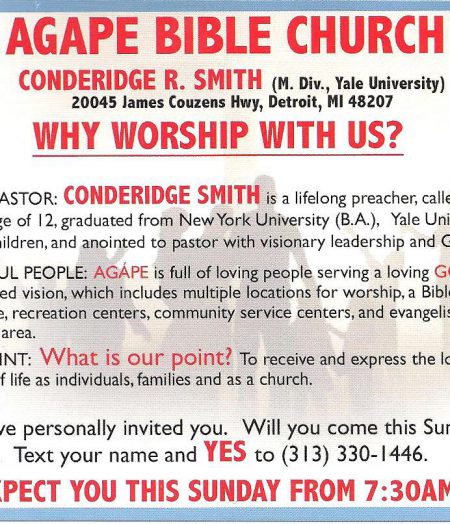 AGAPE BIBLE CHURCH
CONDERIDGE R. SMITH (M. Div., Yale University)
20045 James Couzens Hwy, Detroit, MI 48207
WHY WORSHIP WITH US?
ASTOR: CONDERIDGE SMITH is a lifelong preacher, calle
ge of 12, graduated from New York University (B.A.), Yale Uni
hildren, and anointed to pastor with visionary leadership and G
UL PEOPLE: AGÁPE is full of loving people serving a loving GO
ed vision, which includes multiple locations for worship, a Bible
e, recreation centers, community service centers, and evangelis
area.
INT: What is our point? To receive and express the lo
of life as individuals, families and as a church.
ve personally invited you. Will you come this Sun
Text your name and YES to (313) 330-1446.
XPECT YOU THIS SUNDAY FROM 7:30AM